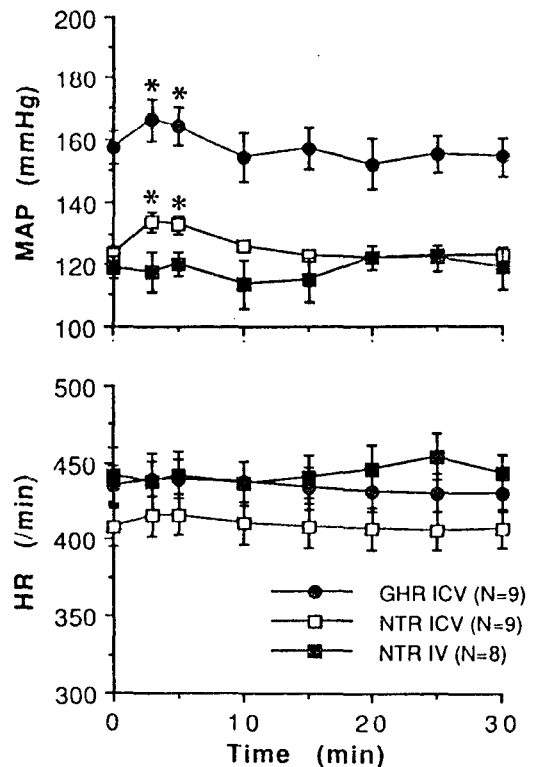 200
180
160
140
120
100
MAP (mmHg)
* *
* *
500
450
400
350
300
HR (/min)
GHR ICV (N=9)
NTR ICV (N=9)
NTR IV (N=8)
0 10 20 30
Time (min)